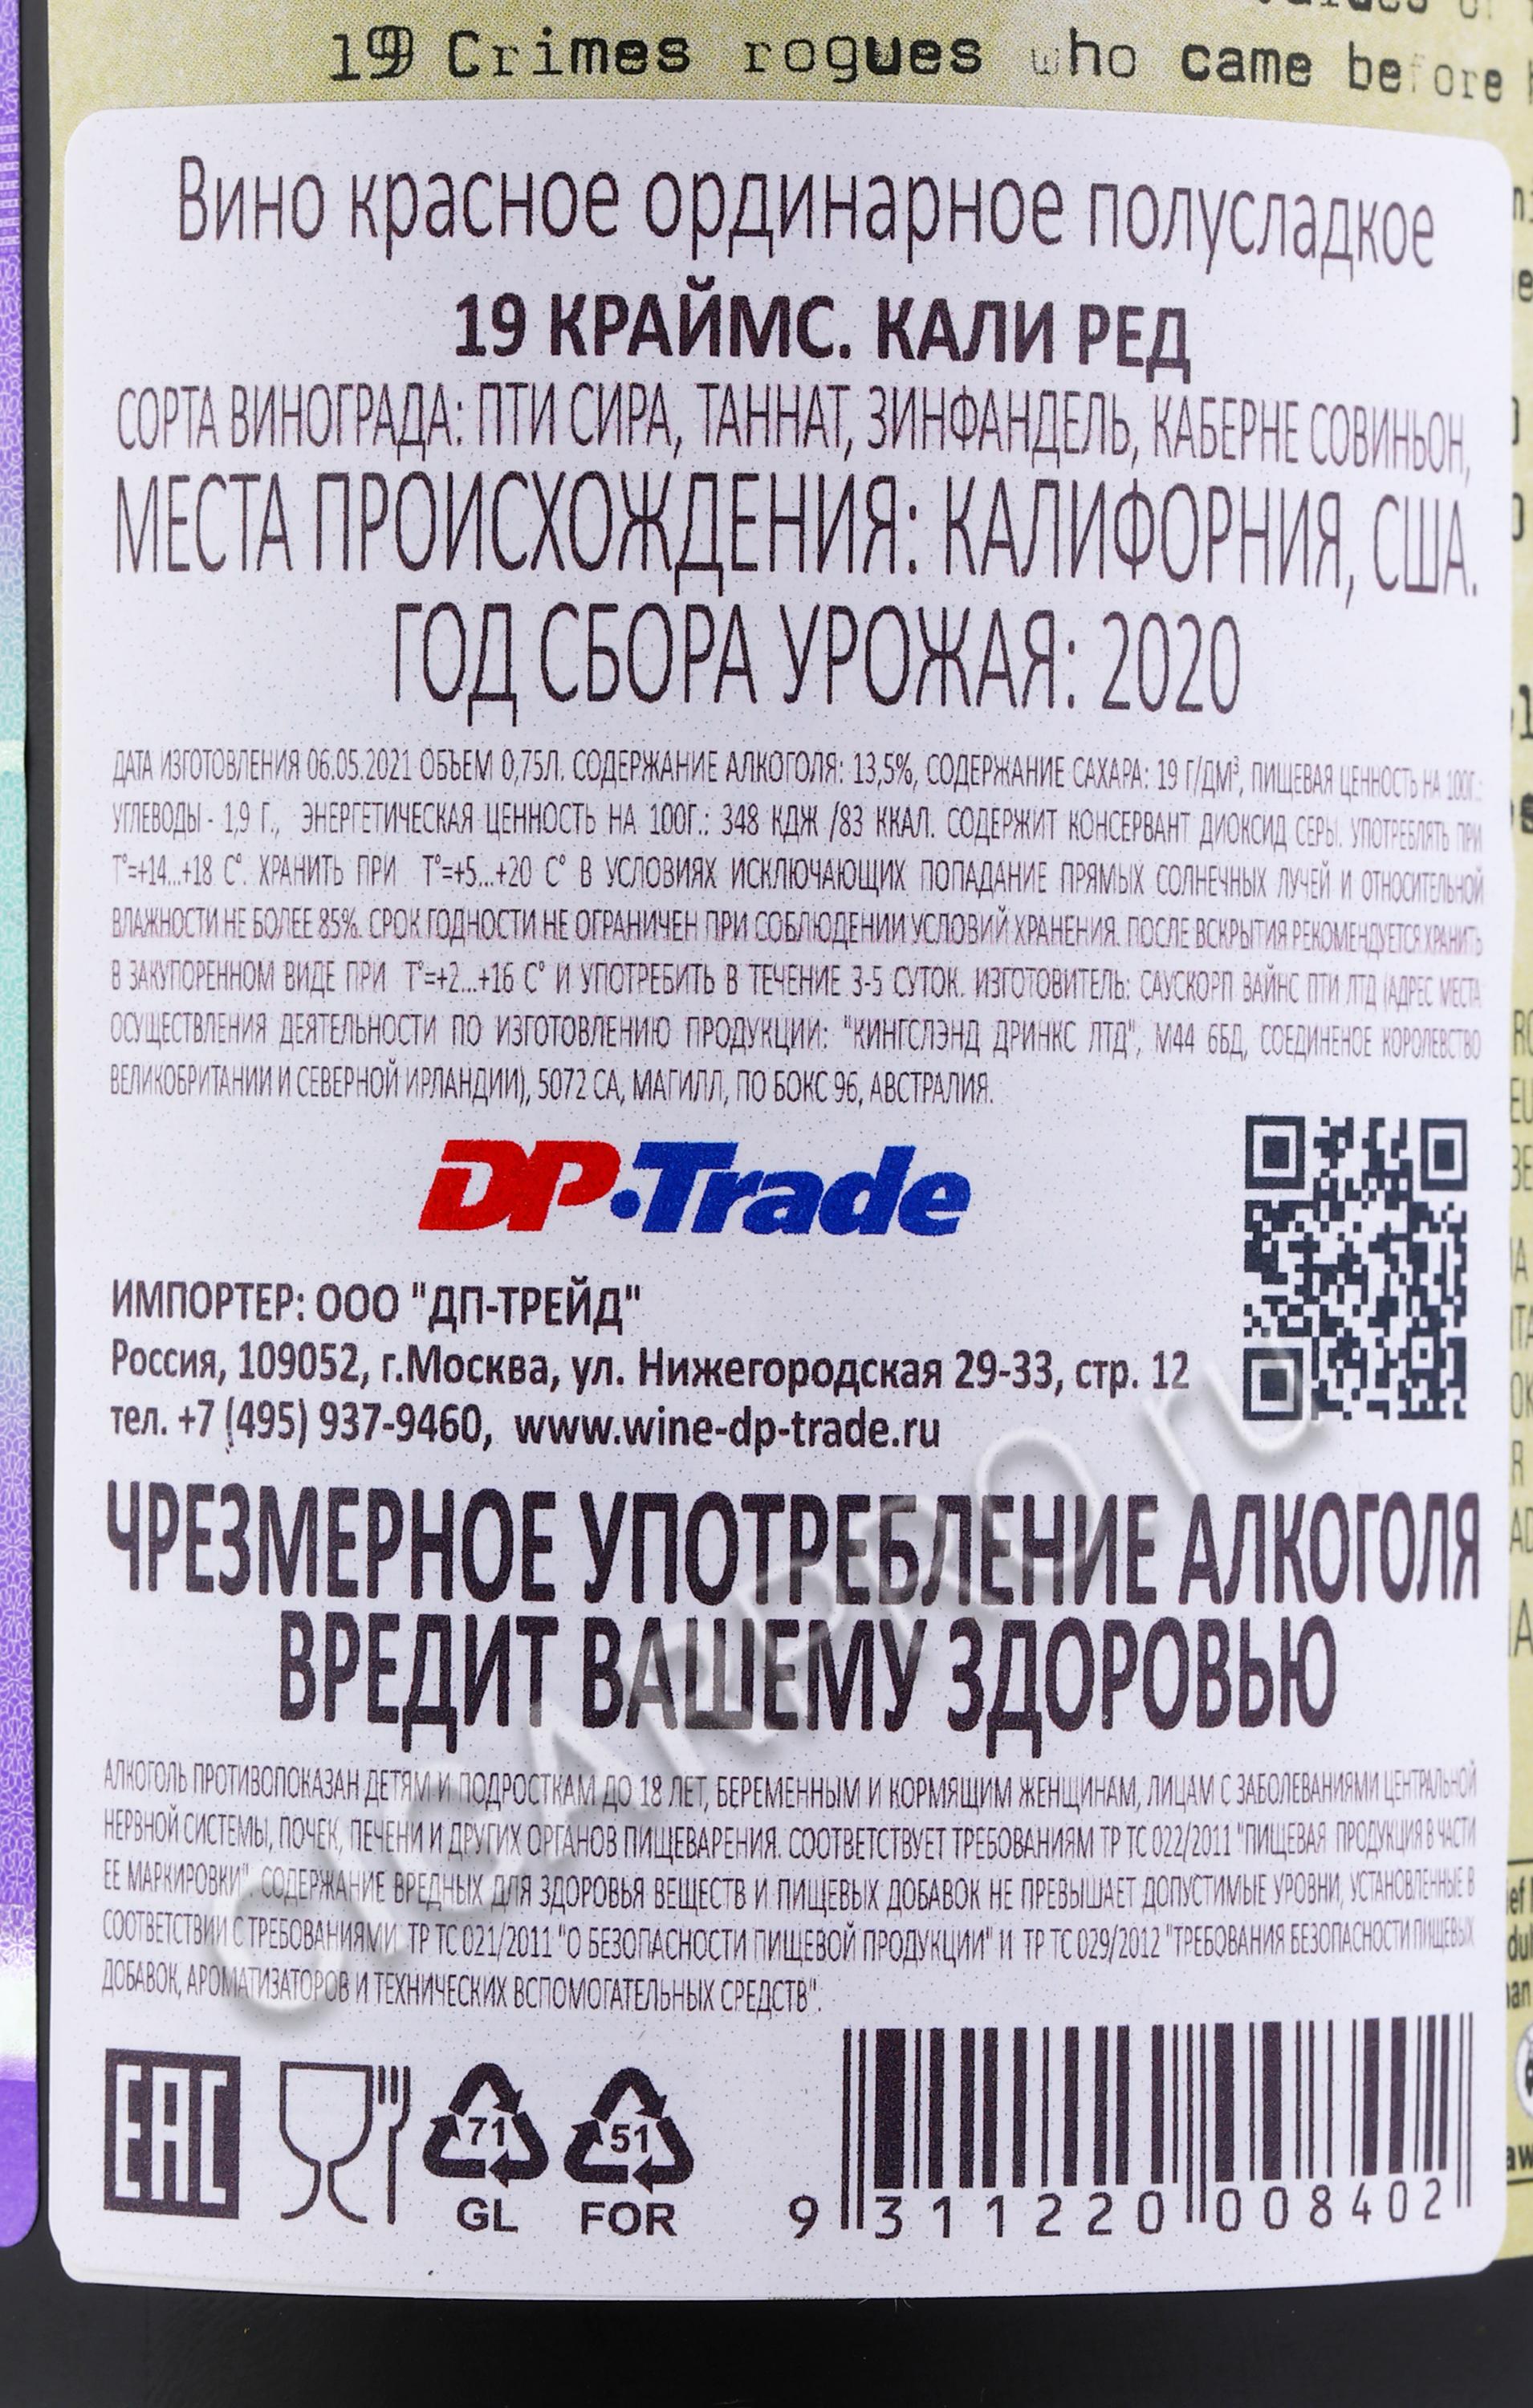 19 Crimes rogues who came before
Вино красное ординарное полусладкое
19 КРАЙМС. КАЛИ РЕД
СОРТА ВИНОГРАДА: ПТИ СИРА, ТАННАТ, ЗИНФАНДЕЛЬ, КАБЕРНЕ СОВИНЬОН,
МЕСТА ПРОИСХОЖДЕНИЯ: КАЛИФОРНИЯ, США.
ГОД СБОРА УРОЖАЯ: 2020
ДАТА ИЗГОТОВЛЕНИЯ 06.05.2021 ОБЪЕМ 0,75Л. СОДЕРЖАНИЕ АЛКОГОЛЯ: 13,5%, СОДЕРЖАНИЕ САХАРА: 19 Г/ДМ³, ПИЩЕВАЯ ЦЕННОСТЬ НА 100Г.:
УГЛЕВОДЫ - 1,9 Г., ЭНЕРГЕТИЧЕСКАЯ ЦЕННОСТЬ НА 100Г.: 348 КДЖ /83 ККАЛ. СОДЕРЖИТ КОНСЕРВАНТ ДИОКСИД СЕРЫ. УПОТРЕБЛЯТЬ ПРИ
T°=+14...+18 C°. ХРАНИТЬ ПРИ T°=+5...+20 C° В УСЛОВИЯХ ИСКЛЮЧАЮЩИХ ПОПАДАНИЕ ПРЯМЫХ СОЛНЕЧНЫХ ЛУЧЕЙ И ОТНОСИТЕЛЬНОЙ
ВЛАЖНОСТИ НЕ БОЛЕЕ 85%. СРОК ГОДНОСТИ НЕ ОГРАНИЧЕН ПРИ СОБЛЮДЕНИИ УСЛОВИЙ ХРАНЕНИЯ. ПОСЛЕ ВСКРЫТИЯ РЕКОМЕНДУЕТСЯ ХРАНИТЬ
В ЗАКУПОРЕННОМ ВИДЕ ПРИ T°=+2...+16 C° И УПОТРЕБИТЬ В ТЕЧЕНИЕ 3-5 СУТОК. ИЗГОТОВИТЕЛЬ: САУСКОРП ВАЙНС ПТИ ЛТД (АДРЕС МЕСТА
ОСУЩЕСТВЛЕНИЯ ДЕЯТЕЛЬНОСТИ ПО ИЗГОТОВЛЕНИЮ ПРОДУКЦИИ: "КИНГСЛЭНД ДРИНКС ЛТД", М44 6БД, СОЕДИНЕНОЕ КОРОЛЕВСТВО
ВЕЛИКОБРИТАНИИ И СЕВЕРНОЙ ИРЛАНДИИ), 5072 СА, МАГИЛЛ, ПО БОКС 96, АВСТРАЛИЯ.
DP·Trade
ИМПОРТЕР: ООО "ДП-ТРЕЙД"
Россия, 109052, г.Москва, ул. Нижегородская 29-33, стр. 12
тел. +7 (495) 937-9460, www.wine-dp-trade.ru
ЧРЕЗМЕРНОЕ УПОТРЕБЛЕНИЕ АЛКОГОЛЯ
ВРЕДИТ ВАШЕМУ ЗДОРОВЬЮ
АЛКОГОЛЬ ПРОТИВОПОКАЗАН ДЕТЯМ И ПОДРОСТКАМ ДО 18 ЛЕТ, БЕРЕМЕННЫМ И КОРМЯЩИМ ЖЕНЩИНАМ, ЛИЦАМ С ЗАБОЛЕВАНИЯМИ ЦЕНТРАЛЬНОЙ
НЕРВНОЙ СИСТЕМЫ, ПОЧЕК, ПЕЧЕНИ И ДРУГИХ ОРГАНОВ ПИЩЕВАРЕНИЯ. СООТВЕТСТВУЕТ ТРЕБОВАНИЯМ ТР ТС 022/2011 "ПИЩЕВАЯ ПРОДУКЦИЯ В ЧАСТИ
ЕЕ МАРКИРОВКИ". СОДЕРЖАНИЕ ВРЕДНЫХ ДЛЯ ЗДОРОВЬЯ ВЕЩЕСТВ И ПИЩЕВЫХ ДОБАВОК НЕ ПРЕВЫШАЕТ ДОПУСТИМЫЕ УРОВНИ, УСТАНОВЛЕННЫЕ В
СООТВЕТСТВИИ С ТРЕБОВАНИЯМИ ТР ТС 021/2011 "О БЕЗОПАСНОСТИ ПИЩЕВОЙ ПРОДУКЦИИ" И ТР ТС 029/2012 "ТРЕБОВАНИЯ БЕЗОПАСНОСТИ ПИЩЕВЫХ
ДОБАВОК, АРОМАТИЗАТОРОВ И ТЕХНИЧЕСКИХ ВСПОМОГАТЕЛЬНЫХ СРЕДСТВ".
EAC
71 51
GL FOR
9 311220 008402